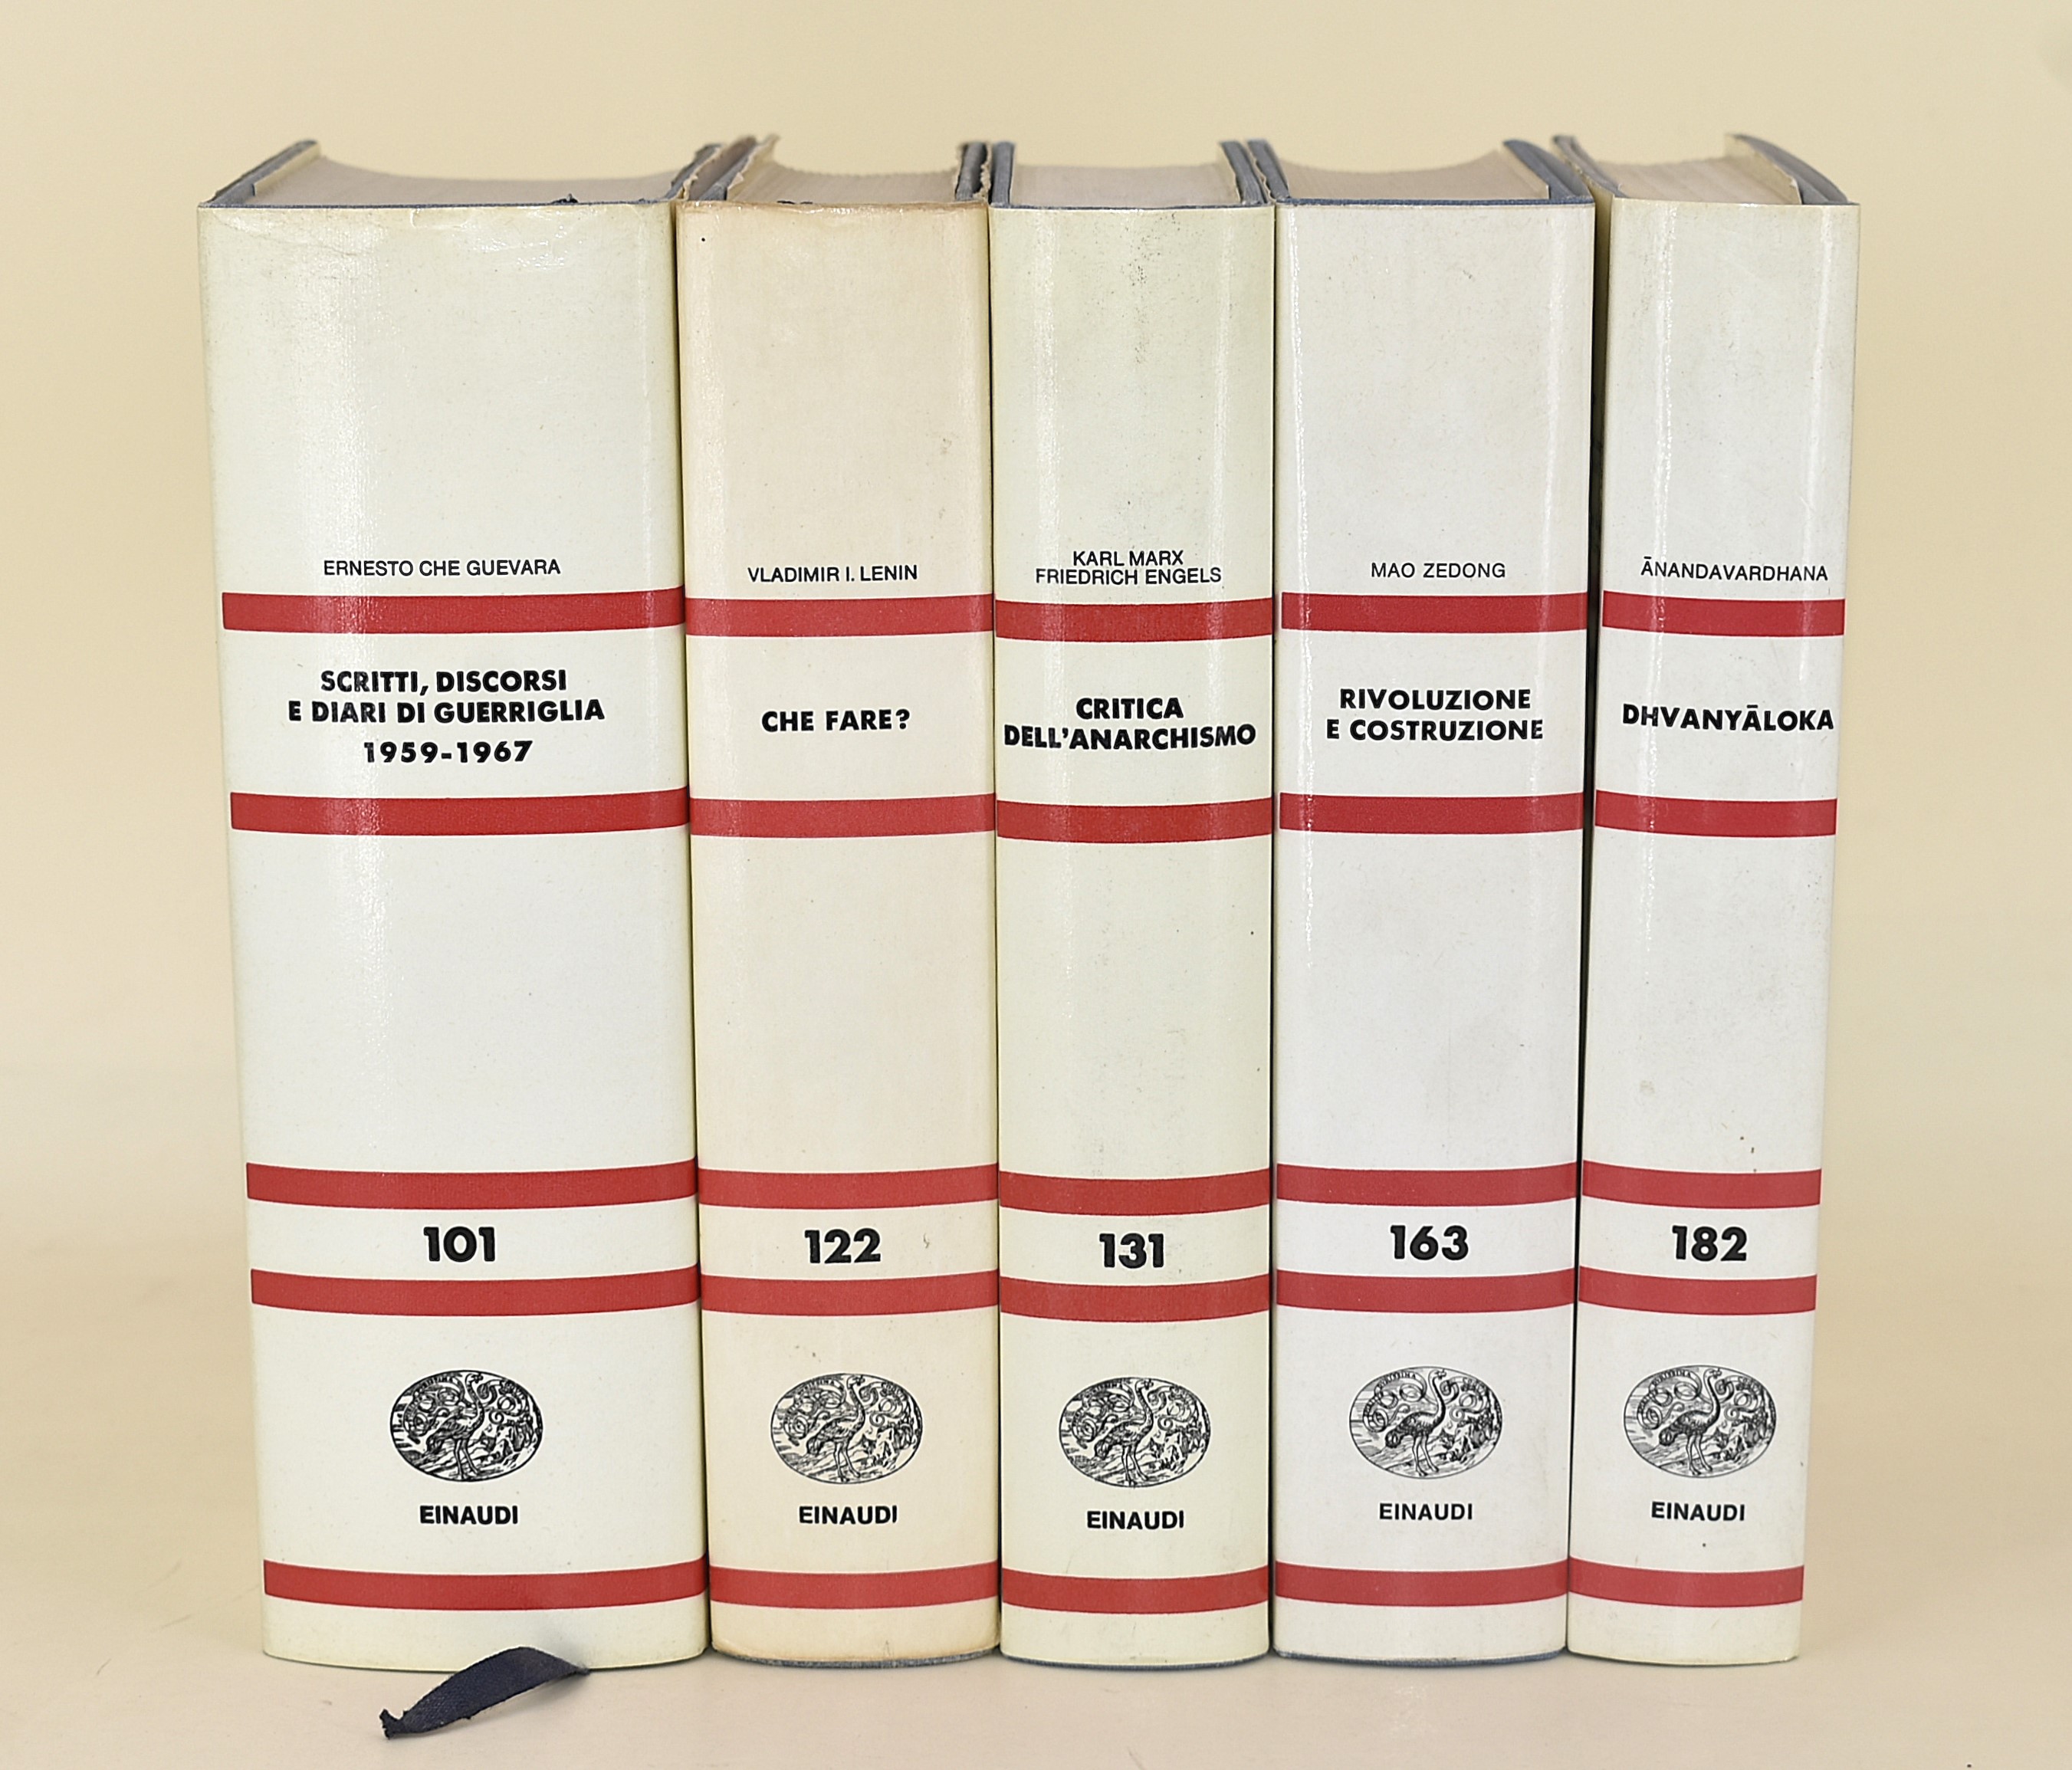 ERNESTO CHE GUEVARA
SCRITTI, DISCORSI
E DIARI DI GUERRIGLIA
1959-1967
101
EINAUDI
VLADIMIR I. LENIN
CHE FARE?
122
EINAUDI
KARL MARX
FRIEDRICH ENGELS
CRITICA
DELL'ANARCHISMO
131
EINAUDI
MAO ZEDONG
RIVOLUZIONE
E COSTRUZIONE
163
EINAUDI
ĀNANDAVARDHANA
DHVANYĀLOKA
182
EINAUDI